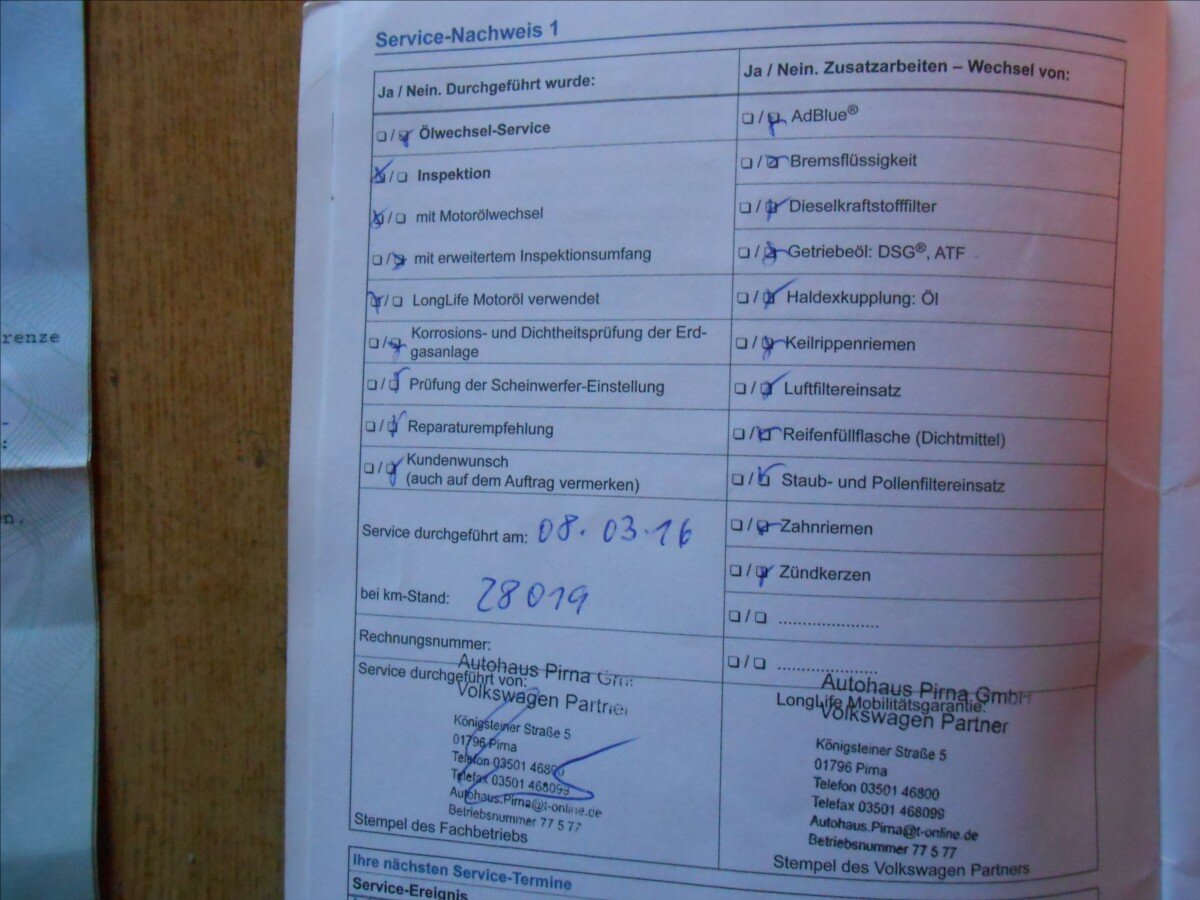 renze
-
:
n.
Service-Nachweis 1
Ja / Nein. Durchgeführt wurde:
❏ / ❏ Ölwechsel-Service
❏ / ❏ Inspektion
❏ / ❏ mit Motorölwechsel
❏ / ❏ mit erweitertem Inspektionsumfang
❏ / ❏ LongLife Motoröl verwendet
❏ / ❏ Korrosions- und Dichtheitsprüfung der Erd-
gasanlage
❏ / ❏ Prüfung der Scheinwerfer-Einstellung
❏ / ❏ Reparaturempfehlung
❏ / ❏ Kundenwunsch
(auch auf dem Auftrag vermerken)
Service durchgeführt am: 08.03.16
bei km-Stand: 28019
Rechnungsnummer:
Service durchgeführt von:
Autohaus Pirna GmbH
Volkswagen Partner
Königsteiner Straße 5
01796 Pirna
Telefon 03501 46800
Telefax 03501 468099
Autohaus.Pirna@t-online.de
Betriebsnummer 77 5 77
Stempel des Fachbetriebs
Ja / Nein. Zusatzarbeiten – Wechsel von:
❏ / ❏ AdBlue®
❏ / ❏ Bremsflüssigkeit
❏ / ❏ Dieselkraftstofffilter
❏ / ❏ Getriebeöl: DSG®, ATF
❏ / ❏ Haldexkupplung: Öl
❏ / ❏ Keilrippenriemen
❏ / ❏ Luftfiltereinsatz
❏ / ❏ Reifenfüllflasche (Dichtmittel)
❏ / ❏ Staub- und Pollenfiltereinsatz
❏ / ❏ Zahnriemen
❏ / ❏ Zündkerzen
❏ / ❏ .....................
❏ / ❏ .....................
Autohaus Pirna GmbH
LongLife Mobilitätsgarantie:
Volkswagen Partner
Königsteiner Straße 5
01796 Pirna
Telefon 03501 46800
Telefax 03501 468099
Autohaus.Pirna@t-online.de
Betriebsnummer 77 5 77
Stempel des Volkswagen Partners
Ihre nächsten Service-Termine
Service-Ereignis